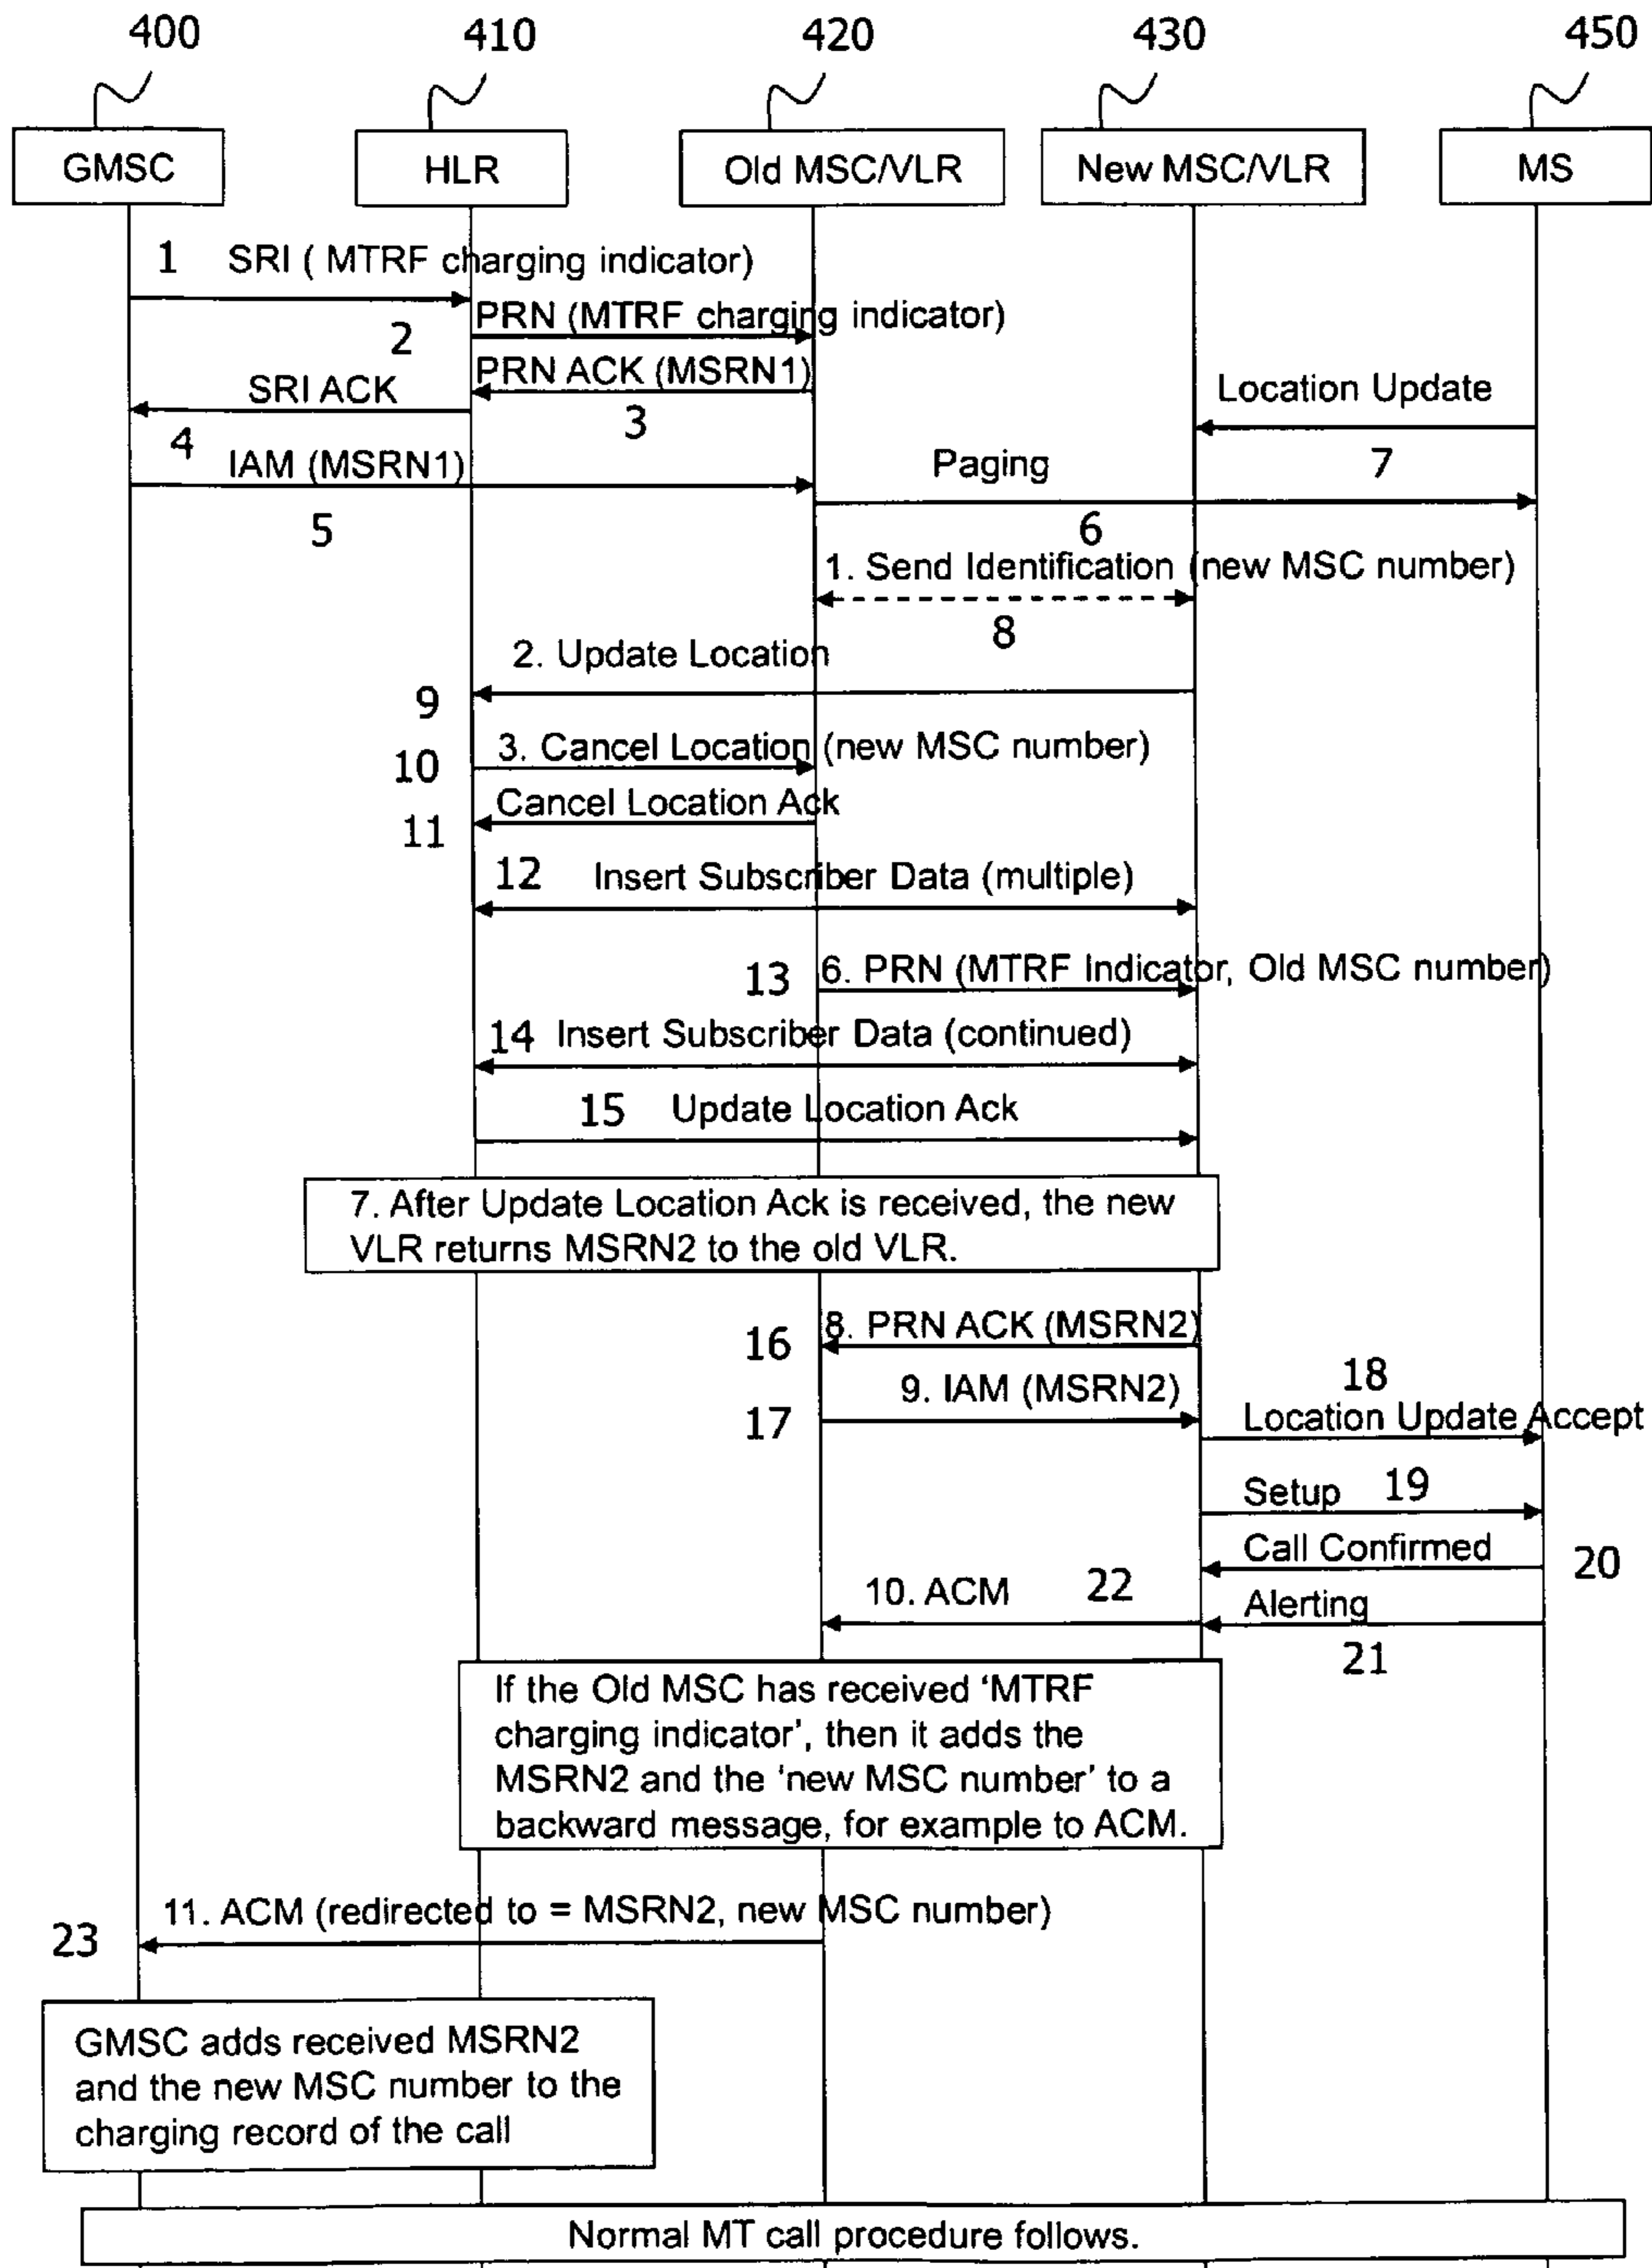 400 410 420 430 450
GMSC HLR Old MSC/VLR New MSC/VLR MS
1 SRI ( MTRF charging indicator)
2 PRN (MTRF charging indicator)
PRN ACK (MSRN1)
3
SRI ACK
4
Location Update
7
IAM (MSRN1)
5
Paging
6
1. Send Identification (new MSC number)
8
2. Update Location
9
10 3. Cancel Location (new MSC number)
Cancel Location Ack
11
12 Insert Subscriber Data (multiple)
13 6. PRN (MTRF Indicator, Old MSC number)
14 Insert Subscriber Data (continued)
15 Update Location Ack
7. After Update Location Ack is received, the new
VLR returns MSRN2 to the old VLR.
16 8. PRN ACK (MSRN2)
17 9. IAM (MSRN2)
18
Location Update Accept
Setup 19
Call Confirmed 20
10. ACM 22
Alerting
21
If the Old MSC has received ‘MTRF
charging indicator’, then it adds the
MSRN2 and the ‘new MSC number’ to a
backward message, for example to ACM.
11. ACM (redirected to = MSRN2, new MSC number)
23
GMSC adds received MSRN2
and the new MSC number to the
charging record of the call
Normal MT call procedure follows.